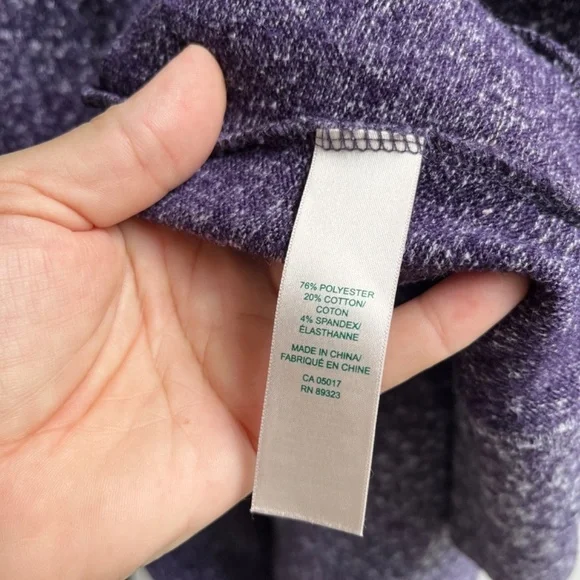 76% POLYESTER
20% COTTON/
COTON
4% SPANDEX/
ÉLASTHANNE
MADE IN CHINA/
FABRIQUÉ EN CHINE
CA 05017
RN 89323